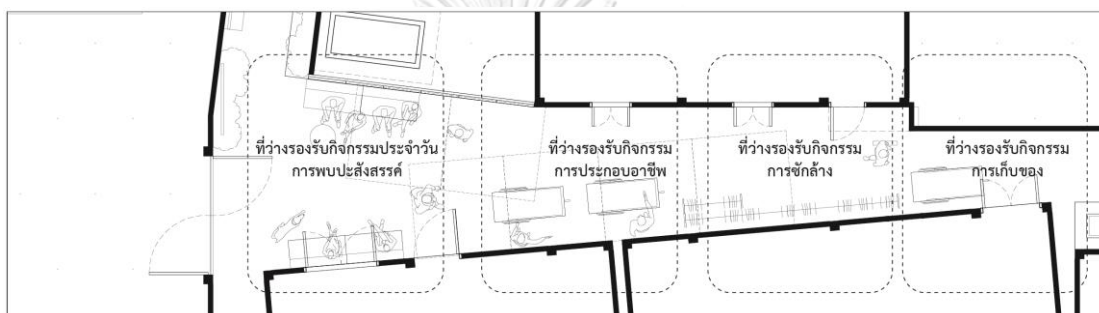 ที่ว่างรองรับกิจกรรมประจำวัน
การพบปะสังสรรค์
ที่ว่างรองรับกิจกรรม
การประกอบอาชีพ
ที่ว่างรองรับกิจกรรม
การซักล้าง
ที่ว่างรองรับกิจกรรม
การเก็บของ